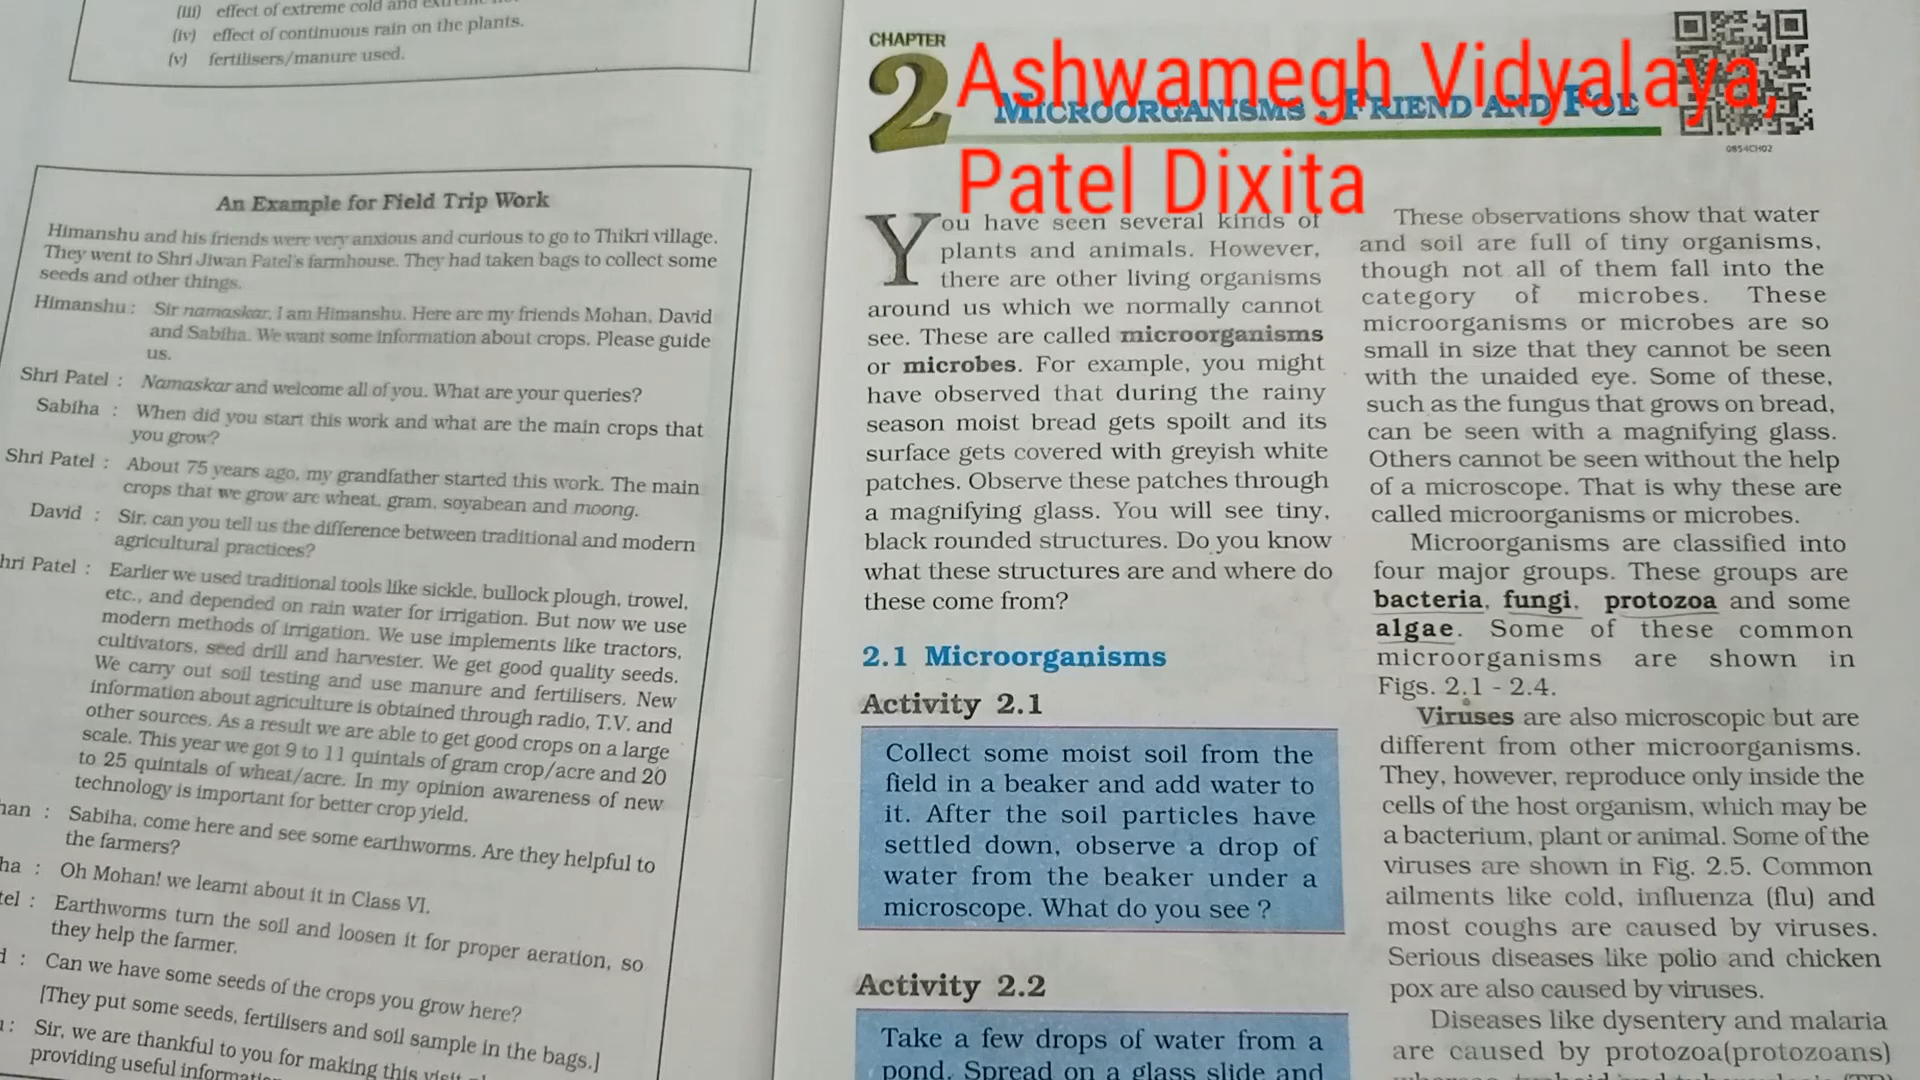 (iii) effect of extreme cold and
(iv) effect of continuous rain on the plants.
(v) fertilisers/manure used.
An Example for Field Trip Work
Himanshu and his friends were very anxious and curious to go to Thikri village.
They went to Shri Jiwan Patel's farmhouse. They had taken bags to collect some
seeds and other things.
Himanshu : Sir namaskar, I am Himanshu. Here are my friends Mohan, David
and Sabiha. We want some information about crops. Please guide
us.
Shri Patel : Namaskar and welcome all of you. What are your queries?
Sabiha : When did you start this work and what are the main crops that
you grow?
Shri Patel : About 75 years ago, my grandfather started this work. The main
crops that we grow are wheat, gram, soyabean and moong.
David : Sir, can you tell us the difference between traditional and modern
agricultural practices?
hri Patel : Earlier we used traditional tools like sickle, bullock plough, trowel,
etc., and depended on rain water for irrigation. But now we use
modern methods of irrigation. We use implements like tractors,
cultivators, seed drill and harvester. We get good quality seeds.
We carry out soil testing and use manure and fertilisers. New
information about agriculture is obtained through radio, T.V. and
other sources. As a result we are able to get good crops on a large
scale. This year we got 9 to 11 quintals of gram crop/acre and 20
to 25 quintals of wheat/acre. In my opinion awareness of new
technology is important for better crop yield.
han : Sabiha, come here and see some earthworms. Are they helpful to
the farmers?
ha : Oh Mohan! we learnt about it in Class VI.
tel : Earthworms turn the soil and loosen it for proper aeration, so
they help the farmer.
d : Can we have some seeds of the crops you grow here?
[They put some seeds, fertilisers and soil sample in the bags.]
: Sir, we are thankful to you for making this visit
providing useful
CHAPTER
2
Ashwamegh Vidyalaya,
MICROORGANISMS : FRIEND AND FOE
Patel Dixita
0854CH02
You have seen several kinds of
plants and animals. However,
there are other living organisms
around us which we normally cannot
see. These are called microorganisms
or microbes. For example, you might
have observed that during the rainy
season moist bread gets spoilt and its
surface gets covered with greyish white
patches. Observe these patches through
a magnifying glass. You will see tiny,
black rounded structures. Do you know
what these structures are and where do
these come from?
2.1 Microorganisms
Activity 2.1
Collect some moist soil from the
field in a beaker and add water to
it. After the soil particles have
settled down, observe a drop of
water from the beaker under a
microscope. What do you see ?
Activity 2.2
Take a few drops of water from a
pond. Spread on a glass slide and
These observations show that water
and soil are full of tiny organisms,
though not all of them fall into the
category of microbes. These
microorganisms or microbes are so
small in size that they cannot be seen
with the unaided eye. Some of these,
such as the fungus that grows on bread,
can be seen with a magnifying glass.
Others cannot be seen without the help
of a microscope. That is why these are
called microorganisms or microbes.
Microorganisms are classified into
four major groups. These groups are
bacteria, fungi, protozoa and some
algae. Some of these common
microorganisms are shown in
Figs. 2.1 - 2.4.
Viruses are also microscopic but are
different from other microorganisms.
They, however, reproduce only inside the
cells of the host organism, which may be
a bacterium, plant or animal. Some of the
viruses are shown in Fig. 2.5. Common
ailments like cold, influenza (flu) and
most coughs are caused by viruses.
Serious diseases like polio and chicken
pox are also caused by viruses.
Diseases like dysentery and malaria
are caused by protozoa(protozoans)